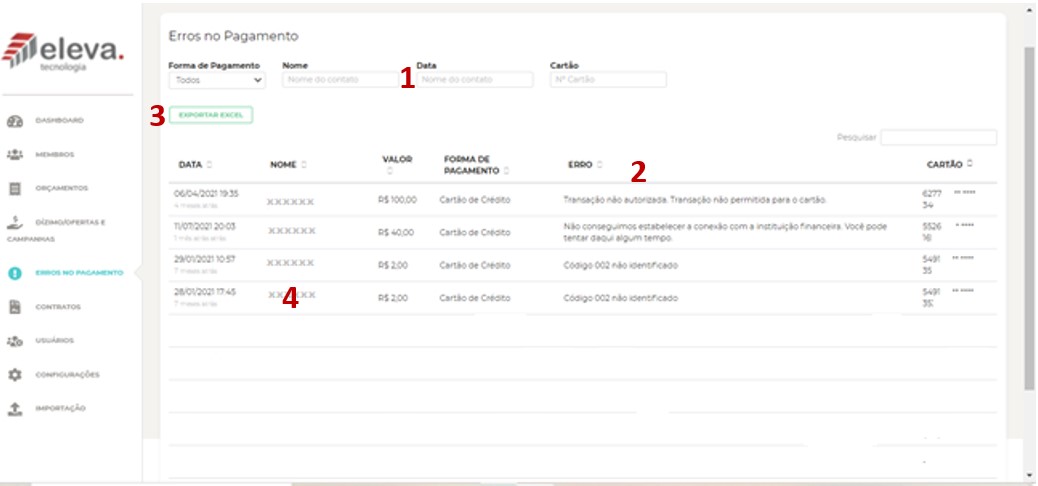 eleva.
tecnologia
DASHBOARD
MEMBROS
ORÇAMENTOS
DÍZIMO/OFERTAS E
CAMPANHAS
ERROS NO PAGAMENTO
CONTRATOS
USUÁRIOS
CONFIGURAÇÕES
IMPORTAÇÃO
Erros no Pagamento
Forma de Pagamento Nome Data Cartão
Todos Nome do contato 1 Nome do contato Nº Cartão
3 EXPORTAR EXCEL
Pesquisar
DATA NOME VALOR FORMA DE PAGAMENTO ERRO 2 CARTÃO
06/04/2021 19:35 XXXXXX R$ 100,00 Cartão de Crédito Transação não autorizada. Transação não permitida para o cartão. 6277 ** ****
4 meses atrás 34
11/07/2021 20:03 XXXXXX R$ 40,00 Cartão de Crédito Não conseguimos estabelecer a conexão com a instituição financeira. Você pode 5526 * ****
1 mês atrás tentar daqui algum tempo. 16
29/01/2021 10:57 XXXXXX R$ 2,00 Cartão de Crédito Código 002 não identificado 5491 ** ****
7 meses atrás 35
28/01/2021 17:45 XXXXXX 4 R$ 2,00 Cartão de Crédito Código 002 não identificado 5491 ** ****
7 meses atrás 35